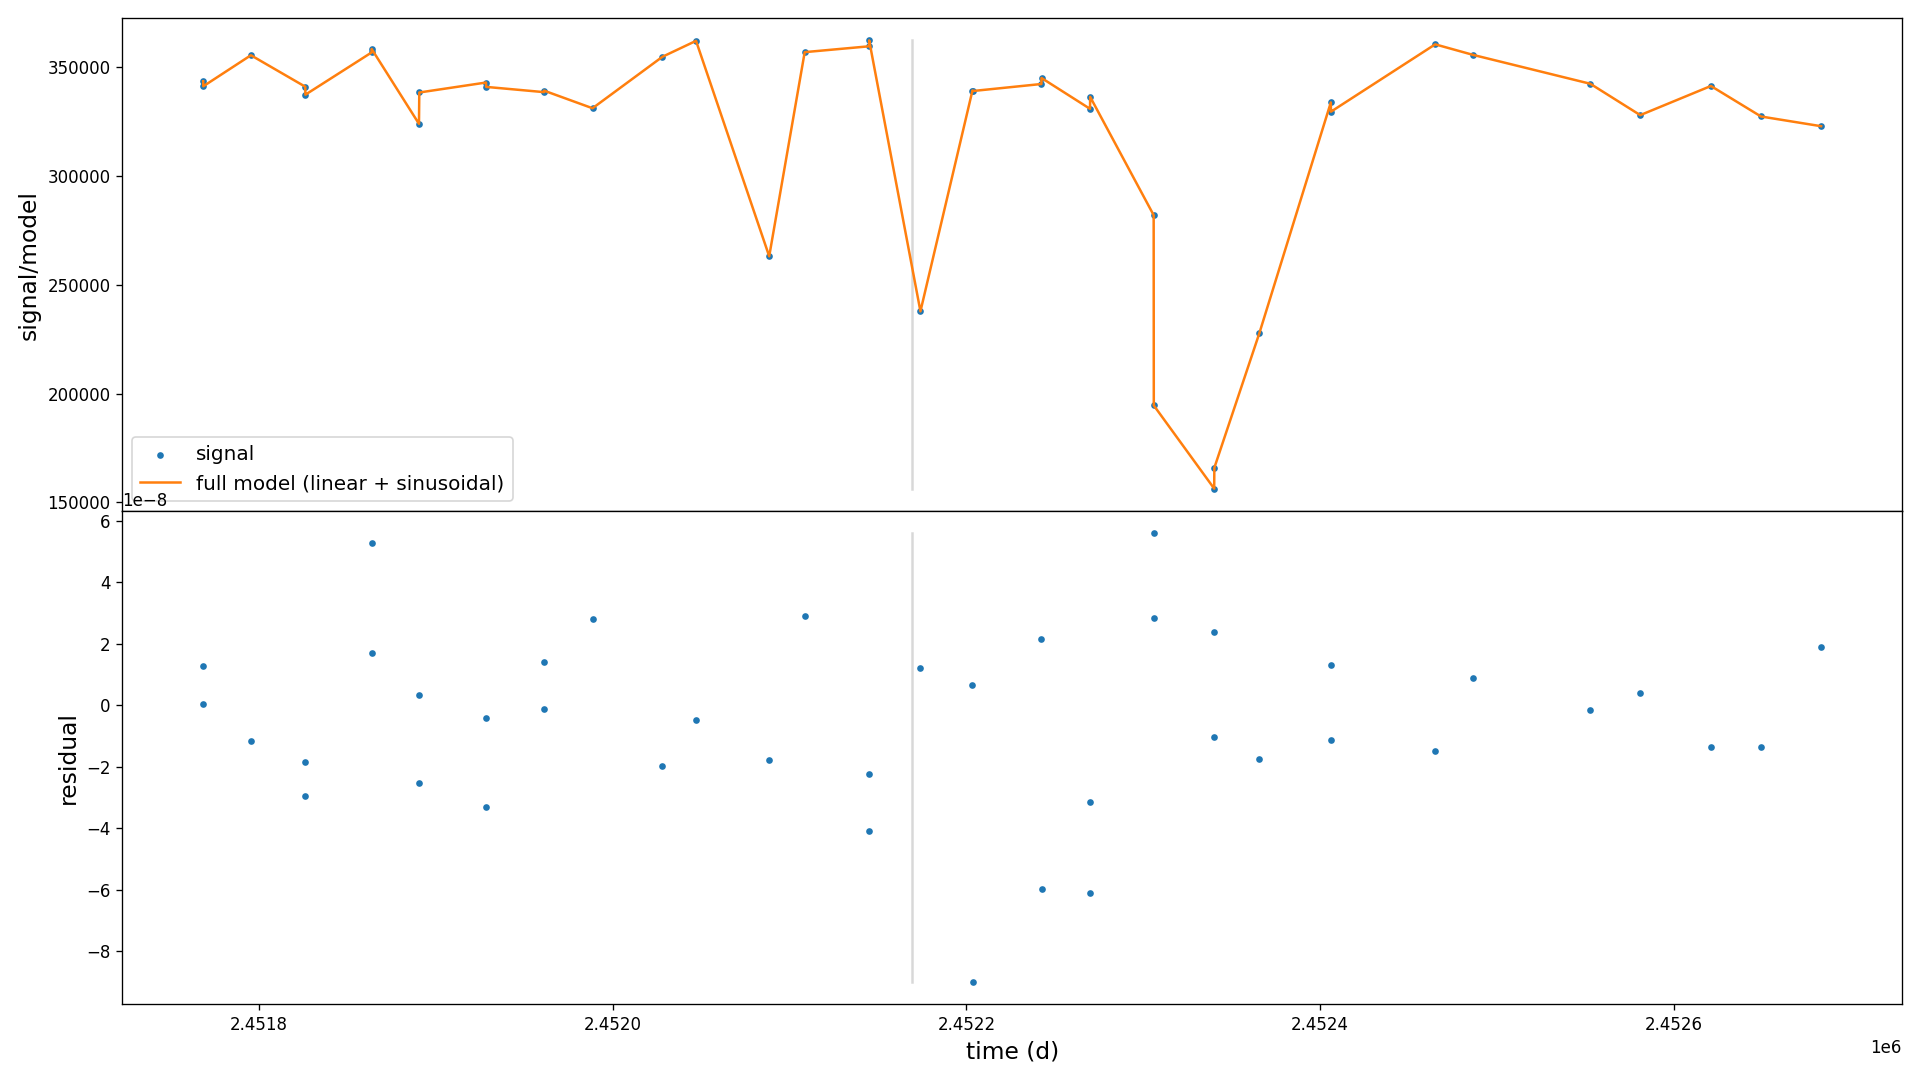 350000
300000
250000
200000
150000
signal/model
signal
full model (linear + sinusoidal)
1e−8
6
4
2
0
−2
−4
−6
−8
residual
2.4518
2.4520
2.4522
2.4524
2.4526
time (d)
1e6